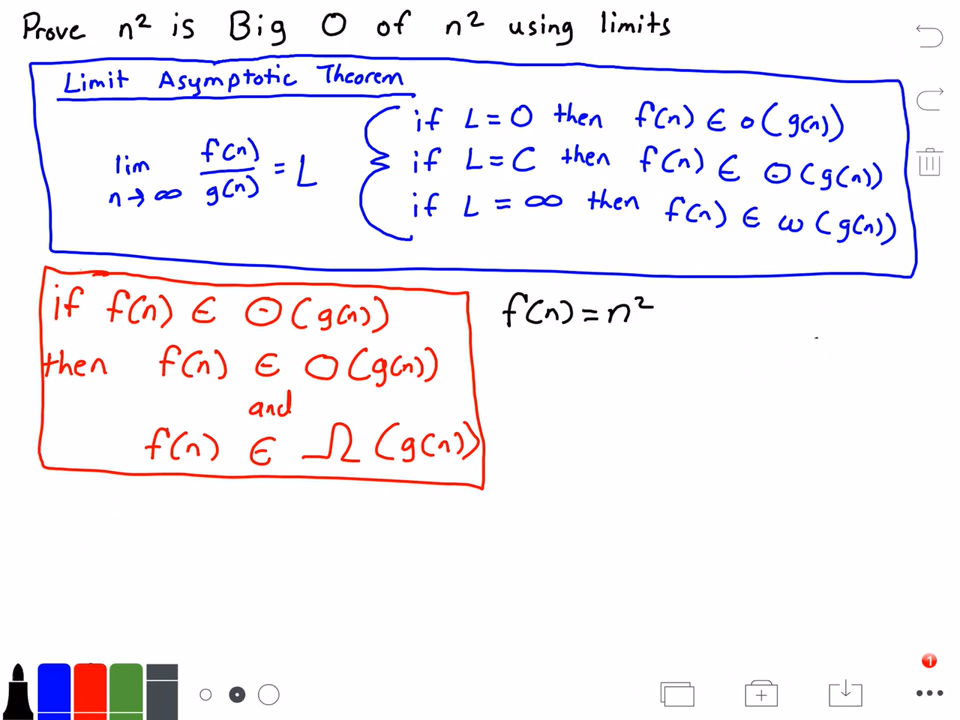 Prove n² is Big O of n² using limits
Limit Asymptotic Theorem
lim n→∞ f(n)/g(n) = L
if L = 0 then f(n) ∈ o(g(n))
if L = C then f(n) ∈ Θ(g(n))
if L = ∞ then f(n) ∈ ω(g(n))
if f(n) ∈ Θ(g(n))
then f(n) ∈ O(g(n))
and
f(n) ∈ Ω(g(n))
f(n) = n²
1